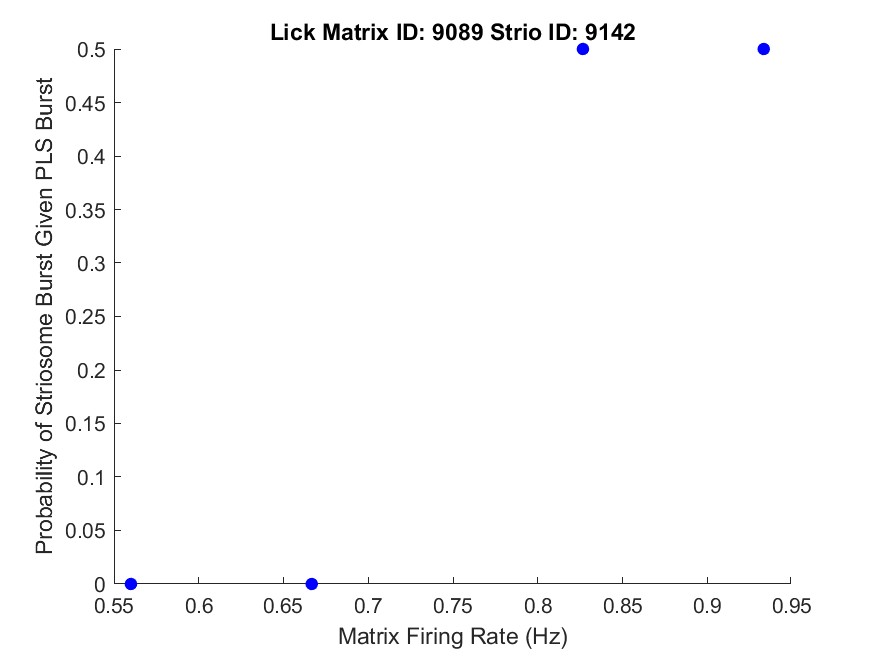 Lick Matrix ID: 9089 Strio ID: 9142
Probability of Striosome Burst Given PLS Burst
0.5
0.45
0.4
0.35
0.3
0.25
0.2
0.15
0.1
0.05
0
0.55 0.6 0.65 0.7 0.75 0.8 0.85 0.9 0.95
Matrix Firing Rate (Hz)